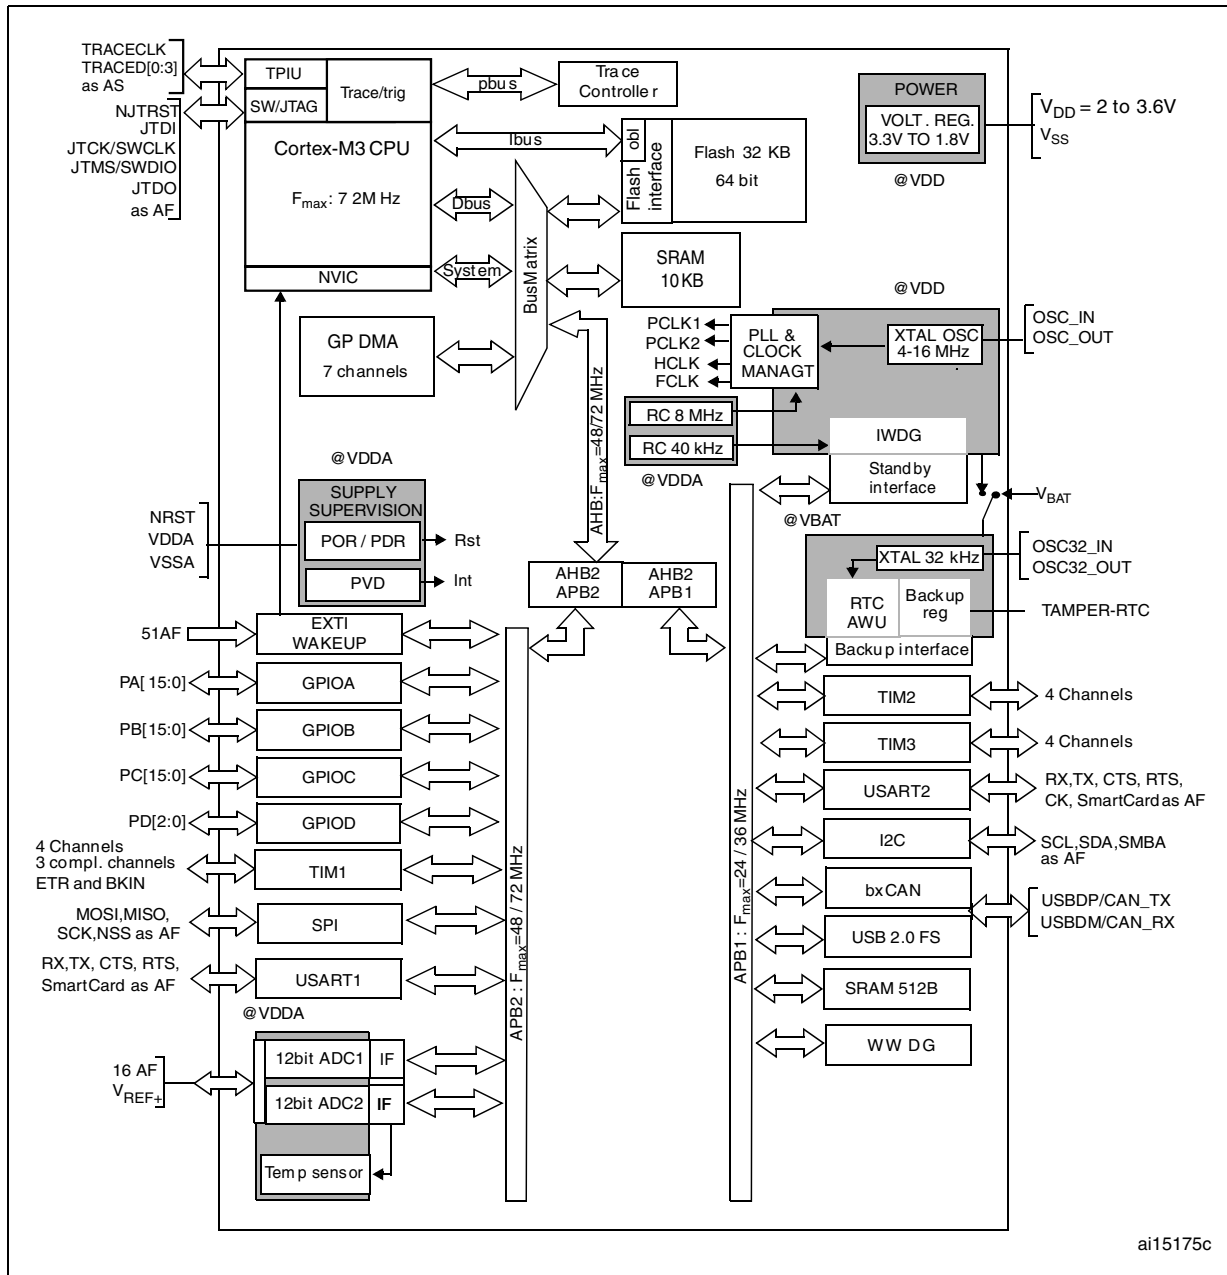 TRACECLK
TRACED[0:3]
as AS
NJTRST
JTDI
JTCK/SWCLK
JTMS/SWDIO
JTDO
as AF
TPIU
SW/JTAG
Trace/trig
Cortex-M3 CPU
Fmax: 7 2M Hz
NVIC
pbus
Trace
Controller
Ibus
Dbus
System
BusMatrix
obl
Flash
interface
Flash 32 KB
64 bit
SRAM
10KB
GP DMA
7 channels
POWER
VOLT. REG.
3.3V TO 1.8V
@VDD
VDD = 2 to 3.6V
VSS
@VDD
PCLK1
PCLK2
HCLK
FCLK
PLL &
CLOCK
MANAGT
XTAL OSC
4-16 MHz
OSC_IN
OSC_OUT
RC 8 MHz
RC 40 kHz
@VDDA
IWDG
Standby
interface
VBAT
@VBAT
AHB:Fmax=48/72 MHz
@VDDA
SUPPLY
SUPERVISION
POR / PDR
PVD
Rst
Int
NRST
VDDA
VSSA
AHB2
APB2
AHB2
APB1
XTAL 32 kHz
OSC32_IN
OSC32_OUT
RTC
AWU
Backup
reg
TAMPER-RTC
Backup interface
51AF
EXTI
WAKEUP
PA[ 15:0]
GPIOA
PB[15:0]
GPIOB
PC[15:0]
GPIOC
PD[2:0]
GPIOD
4 Channels
3 compl. channels
ETR and BKIN
TIM1
MOSI,MISO,
SCK,NSS as AF
SPI
RX,TX, CTS, RTS,
SmartCard as AF
USART1
@VDDA
16 AF
VREF+
12bit ADC1
IF
12bit ADC2
IF
Temp sensor
APB2 : Fmax=48 / 72 MHz
APB1 : Fmax=24 / 36 MHz
TIM2
4 Channels
TIM3
4 Channels
USART2
RX,TX, CTS, RTS,
CK, SmartCard as AF
I2C
SCL,SDA,SMBA
as AF
bxCAN
USBDP/CAN_TX
USBDM/CAN_RX
USB 2.0 FS
SRAM 512B
WW DG
ai15175c